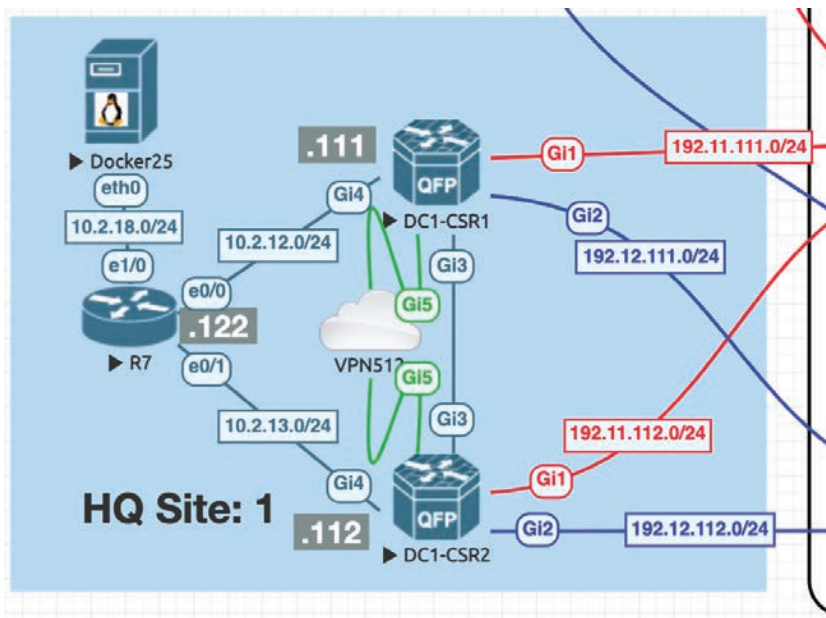 .111
192.11.111.0/24
Gi1
Docker25
QFP
eth0
Gi4
DC1-CSR1
Gi2
10.2.18.0/24
10.2.12.0/24
192.12.111.0/24
e1/0
Gi3
e0/0
Gi5
.122
R7
VPN512
e0/1
Gi5
Gi3
10.2.13.0/24
192.11.112.0/24
Gi4
Gi1
HQ Site: 1
QFP
.112
Gi2
192.12.112.0/24
DC1-CSR2